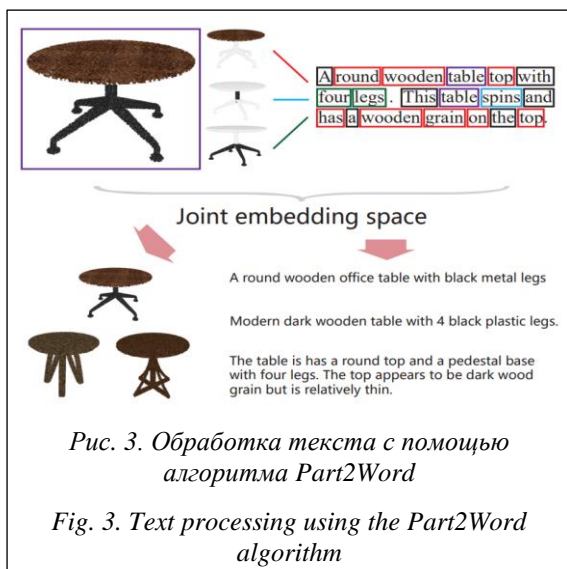 A round wooden table top with
four legs. This table spins and
has a wooden grain on the top.
Joint embedding space
A round wooden office table with black metal legs
Modern dark wooden table with 4 black plastic legs.
The table is has a round top and a pedestal base
with four legs. The top appears to be dark wood
grain but is relatively thin.
Рис. 3. Обработка текста с помощью
алгоритма Part2Word
Fig. 3. Text processing using the Part2Word
algorithm